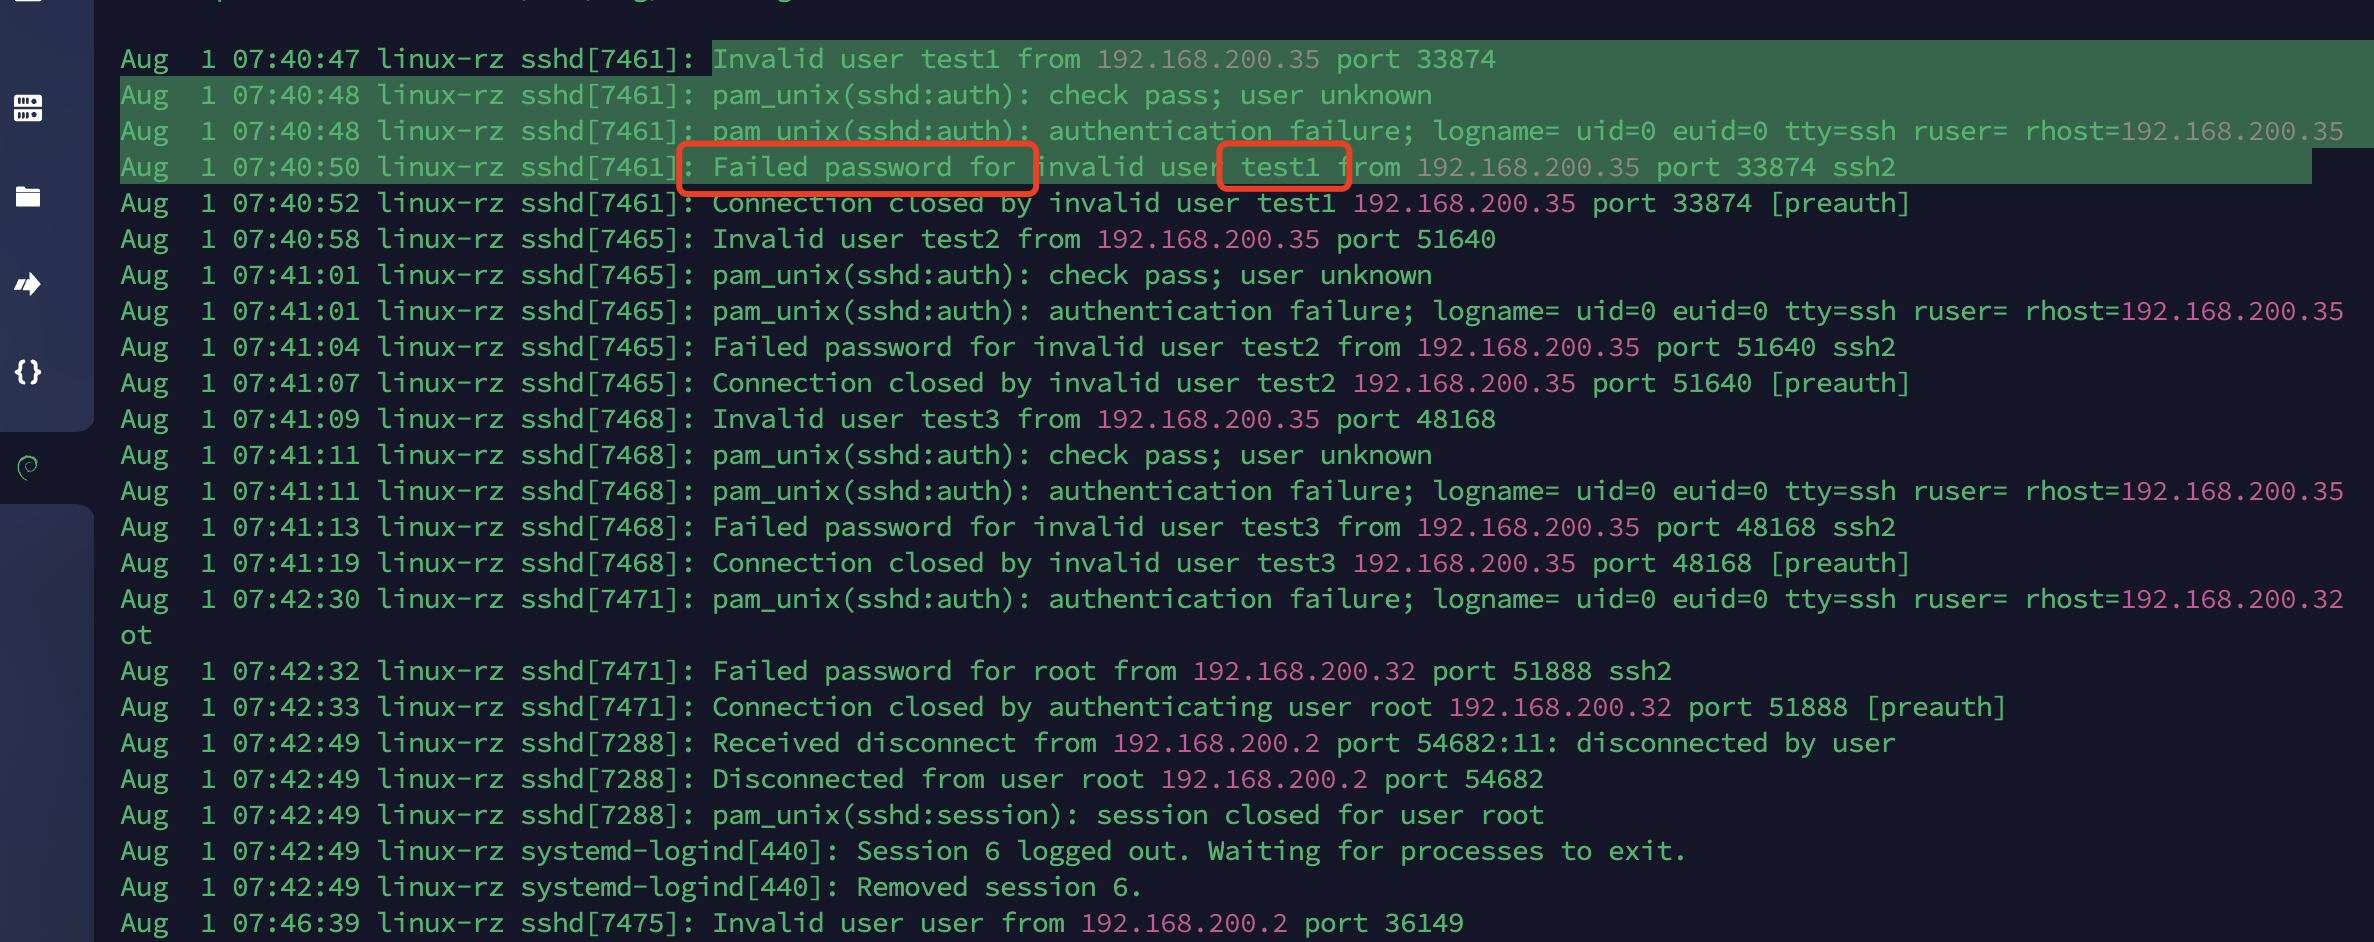 Aug  1 07:40:47 linux-rz sshd[7461]: Invalid user test1 from 192.168.200.35 port 33874
Aug  1 07:40:48 linux-rz sshd[7461]: pam_unix(sshd:auth): check pass; user unknown
Aug  1 07:40:48 linux-rz sshd[7461]: pam_unix(sshd:auth): authentication failure; logname= uid=0 euid=0 tty=ssh ruser= rhost=192.168.200.35
Aug  1 07:40:50 linux-rz sshd[7461]: Failed password for invalid user test1 from 192.168.200.35 port 33874 ssh2
Aug  1 07:40:52 linux-rz sshd[7461]: Connection closed by invalid user test1 192.168.200.35 port 33874 [preauth]
Aug  1 07:40:58 linux-rz sshd[7465]: Invalid user test2 from 192.168.200.35 port 51640
Aug  1 07:41:01 linux-rz sshd[7465]: pam_unix(sshd:auth): check pass; user unknown
Aug  1 07:41:01 linux-rz sshd[7465]: pam_unix(sshd:auth): authentication failure; logname= uid=0 euid=0 tty=ssh ruser= rhost=192.168.200.35
Aug  1 07:41:04 linux-rz sshd[7465]: Failed password for invalid user test2 from 192.168.200.35 port 51640 ssh2
Aug  1 07:41:07 linux-rz sshd[7465]: Connection closed by invalid user test2 192.168.200.35 port 51640 [preauth]
Aug  1 07:41:09 linux-rz sshd[7468]: Invalid user test3 from 192.168.200.35 port 48168
Aug  1 07:41:11 linux-rz sshd[7468]: pam_unix(sshd:auth): check pass; user unknown
Aug  1 07:41:11 linux-rz sshd[7468]: pam_unix(sshd:auth): authentication failure; logname= uid=0 euid=0 tty=ssh ruser= rhost=192.168.200.35
Aug  1 07:41:13 linux-rz sshd[7468]: Failed password for invalid user test3 from 192.168.200.35 port 48168 ssh2
Aug  1 07:41:19 linux-rz sshd[7468]: Connection closed by invalid user test3 192.168.200.35 port 48168 [preauth]
Aug  1 07:42:30 linux-rz sshd[7471]: pam_unix(sshd:auth): authentication failure; logname= uid=0 euid=0 tty=ssh ruser= rhost=192.168.200.32
ot
Aug  1 07:42:32 linux-rz sshd[7471]: Failed password for root from 192.168.200.32 port 51888 ssh2
Aug  1 07:42:33 linux-rz sshd[7471]: Connection closed by authenticating user root 192.168.200.32 port 51888 [preauth]
Aug  1 07:42:49 linux-rz sshd[7288]: Received disconnect from 192.168.200.2 port 54682:11: disconnected by user
Aug  1 07:42:49 linux-rz sshd[7288]: Disconnected from user root 192.168.200.2 port 54682
Aug  1 07:42:49 linux-rz sshd[7288]: pam_unix(sshd:session): session closed for user root
Aug  1 07:42:49 linux-rz systemd-logind[440]: Session 6 logged out. Waiting for processes to exit.
Aug  1 07:42:49 linux-rz systemd-logind[440]: Removed session 6.
Aug  1 07:46:39 linux-rz sshd[7475]: Invalid user user from 192.168.200.2 port 36149